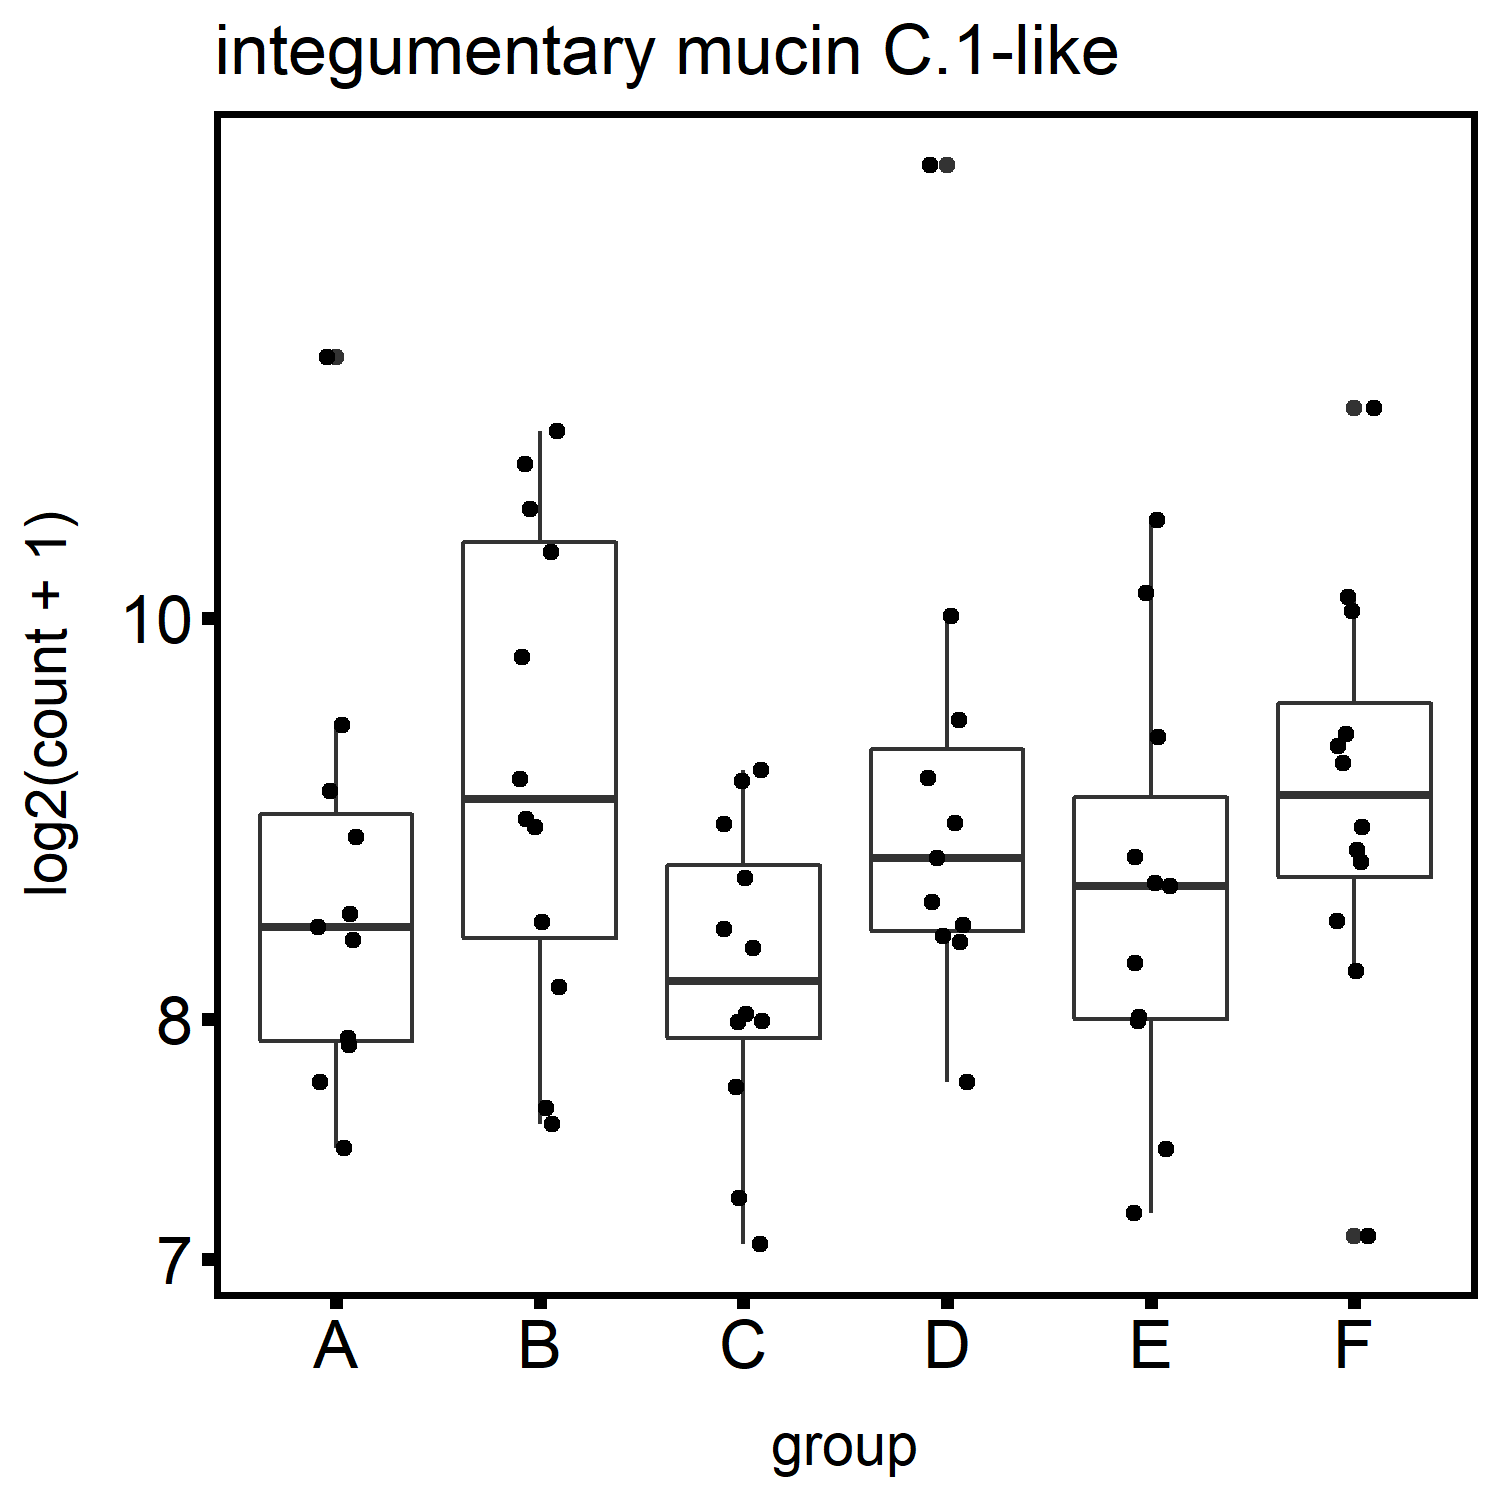 integumentary mucin C.1-like
log2(count + 1)
10
8
7
A B C D E F
group